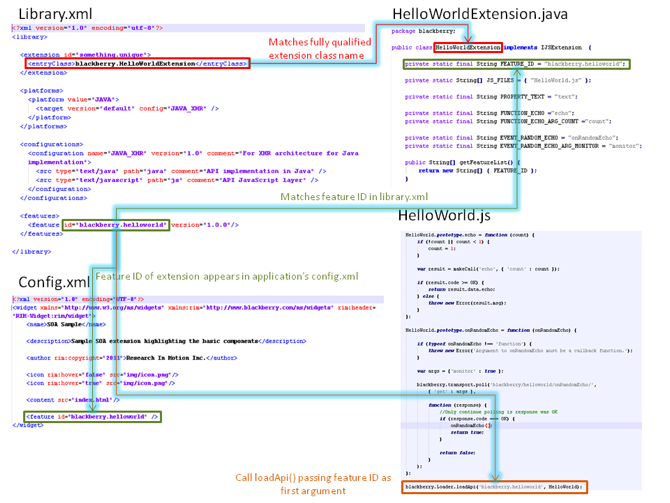 Library.xml
<?xml version="1.0" encoding="utf-8"?>
<library>
<extension id="something.unique">
<entryClass>blackberry.HelloWorldExtension</entryClass>
</extension>
<platforms>
<platform value="JAVA">
<target version="default" config="JAVA_XHR" />
</platform>
</platforms>
<configurations>
<configuration name="JAVA_XHR" version="1.0" comment="For XHR architecture for Java
implementation">
<src type="text/java" path="java" comment="API implementation in Java" />
<src type="text/javascript" path="js" comment="API JavaScript layer" />
</configuration>
</configurations>
<features>
<feature id="blackberry.helloworld" version="1.0.0"/>
</features>
</library>
Matches fully qualified
extension class name
HelloWorldExtension.java
package blackberry;
public class HelloWorldExtension implements IJSExtension {
private static final String FEATURE_ID = "blackberry.helloworld";
private static String[] JS_FILES = { "HelloWorld.js" };
private static final String PROPERTY_TEXT = "text";
private static final String FUNCTION_ECHO ="echo";
private static final String FUNCTION_ECHO_ARG_COUNT ="count";
private static final String EVENT_RANDOM_ECHO = "onRandomEcho";
private static final String EVENT_RANDOM_ECHO_ARG_MONITOR = "monitor";
public String[] getFeatureList() {
return new String[] { FEATURE_ID };
}
Matches feature ID in library.xml
Feature ID of extension appears in application's config.xml
Config.xml
<?xml version="1.0" encoding="UTF-8"?>
<widget xmlns="http://www.w3.org/ns/widgets" xmlns:rim="http://www.blackberry.com/ns/widgets" rim:header=
"RIM-Widget:rim/widget">
<name>SOA Sample</name>
<description>Sample SOA extension highlighting the basic components</description>
<author rim:copyright="2011">Research In Motion Inc.</author>
<icon rim:hover="false" src="img/icon.png"/>
<icon rim:hover="true" src="img/icon.png"/>
<content src="index.html"/>
<feature id="blackberry.helloworld" />
</widget>
HelloWorld.js
HelloWorld.prototype.echo = function (count) {
if (!count || count < 1) {
count = 1;
}
var result = makeCall('echo', { 'count' : count });
if (result.code >= OK) {
return result.data.echo;
} else {
throw new Error(result.msg);
}
};
HelloWorld.prototype.onRandomEcho = function (onRandomEcho) {
if (typeof onRandomEcho !== 'function') {
throw new Error('Argument to onRandomEcho must be a callback function.');
}
var args = {'monitor' : true };
blackberry.transport.poll('blackberry/helloworld/onRandomEcho/',
{ 'get' : args },
function (response) {
//Only continue polling is response was OK
if (response.code === OK) {
onRandomEcho();
return true;
}
return false;
}
);
};
blackberry.Loader.loadApi("blackberry.helloworld", HelloWorld);
Call loadApi() passing feature ID as
first argument